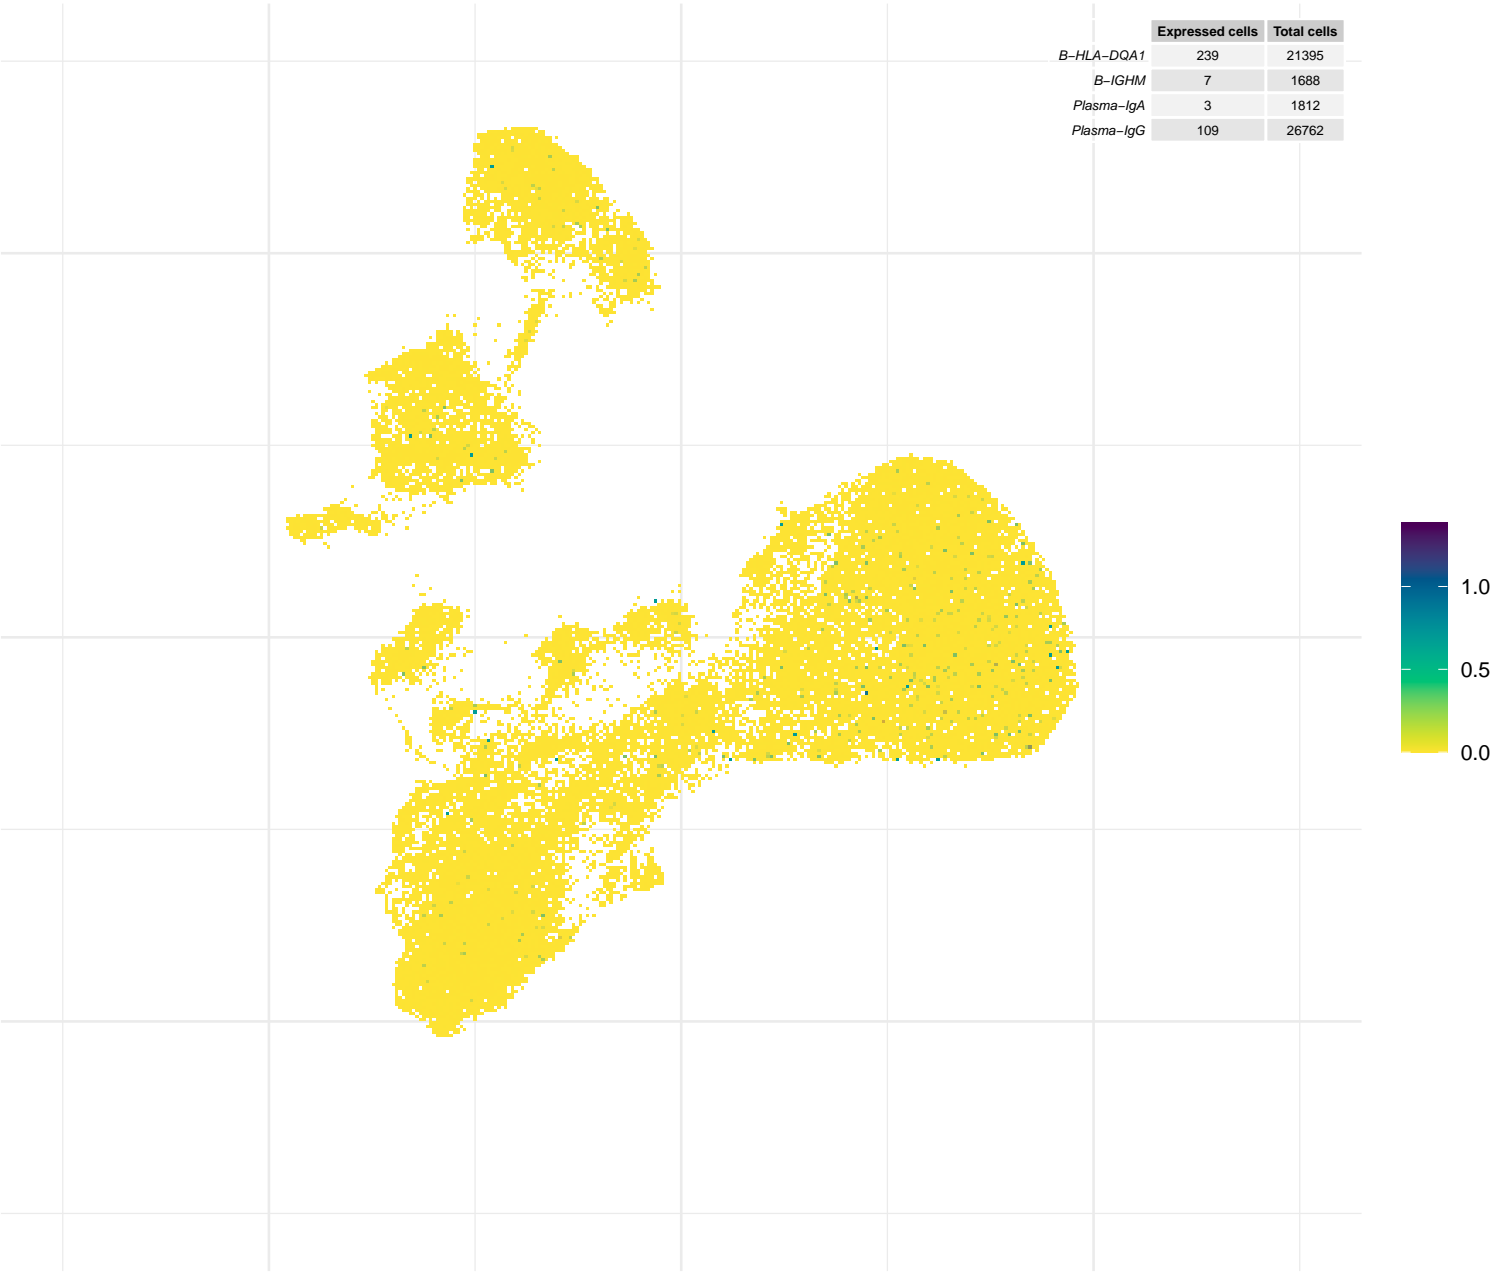 Expressed cells Total cells
B−HLA−DQA1 239 21395
B−IGHM 7 1688
Plasma−IgA 3 1812
Plasma−IgG 109 26762
1.0
0.5
0.0